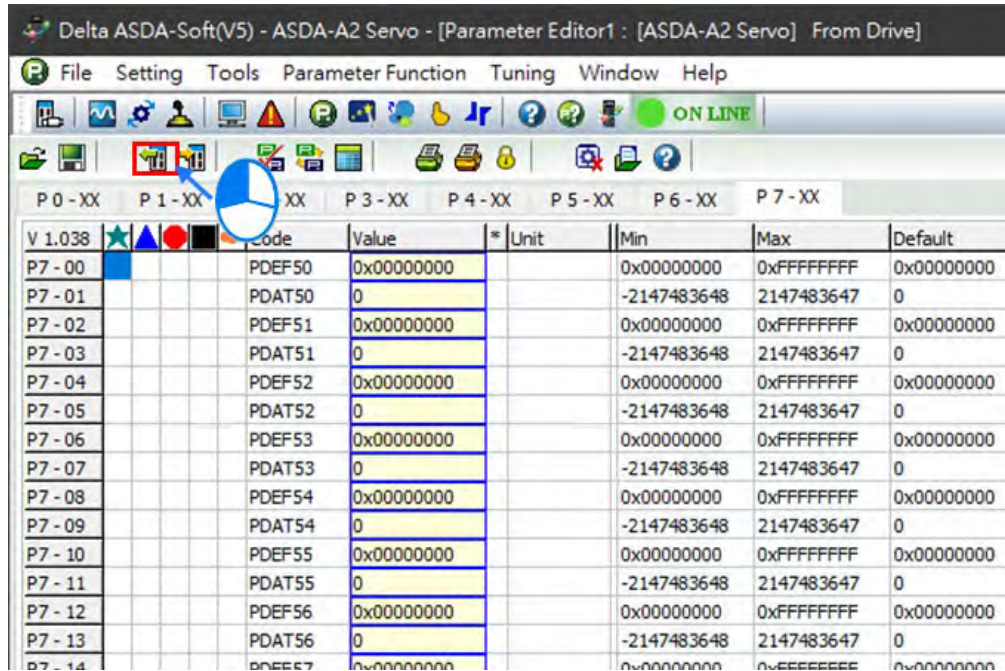 Delta ASDA-Soft(V5) - ASDA-A2 Servo - [Parameter Editor1 : [ASDA-A2 Servo] From Drive]
File Setting Tools Parameter Function Tuning Window Help
ON LINE
P 0 - XX P 1 - XX XX P 3 - XX P 4 - XX P 5 - XX P 6 - XX P 7 - XX
V 1.038 Code Value * Unit Min Max Default
P7 - 00 PDEF50 0x00000000 0x00000000 0xFFFFFFFF 0x00000000
P7 - 01 PDAT50 0 -2147483648 2147483647 0
P7 - 02 PDEF51 0x00000000 0x00000000 0xFFFFFFFF 0x00000000
P7 - 03 PDAT51 0 -2147483648 2147483647 0
P7 - 04 PDEF52 0x00000000 0x00000000 0xFFFFFFFF 0x00000000
P7 - 05 PDAT52 0 -2147483648 2147483647 0
P7 - 06 PDEF53 0x00000000 0x00000000 0xFFFFFFFF 0x00000000
P7 - 07 PDAT53 0 -2147483648 2147483647 0
P7 - 08 PDEF54 0x00000000 0x00000000 0xFFFFFFFF 0x00000000
P7 - 09 PDAT54 0 -2147483648 2147483647 0
P7 - 10 PDEF55 0x00000000 0x00000000 0xFFFFFFFF 0x00000000
P7 - 11 PDAT55 0 -2147483648 2147483647 0
P7 - 12 PDEF56 0x00000000 0x00000000 0xFFFFFFFF 0x00000000
P7 - 13 PDAT56 0 -2147483648 2147483647 0
P7 - 14 PDEF57 0x00000000 0x00000000 0xFFFFFFFF 0x00000000